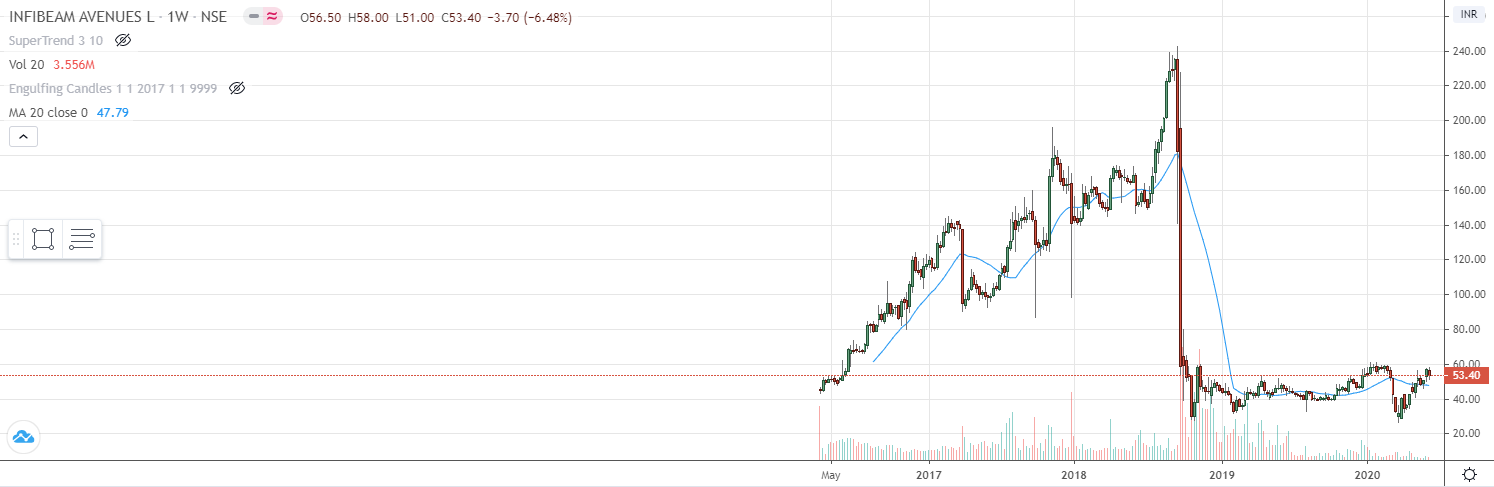 INFIBEAM AVENUES L · 1W · NSE O56.50 H58.00 L51.00 C53.40 −3.70 (−6.48%)
SuperTrend 3 10
Vol 20 3.556M
Engulfing Candles 1 1 2017 1 1 9999
MA 20 close 0 47.79
INR
240.00
220.00
200.00
180.00
160.00
140.00
120.00
100.00
80.00
60.00
53.40
40.00
20.00
May 2017 2018 2019 2020